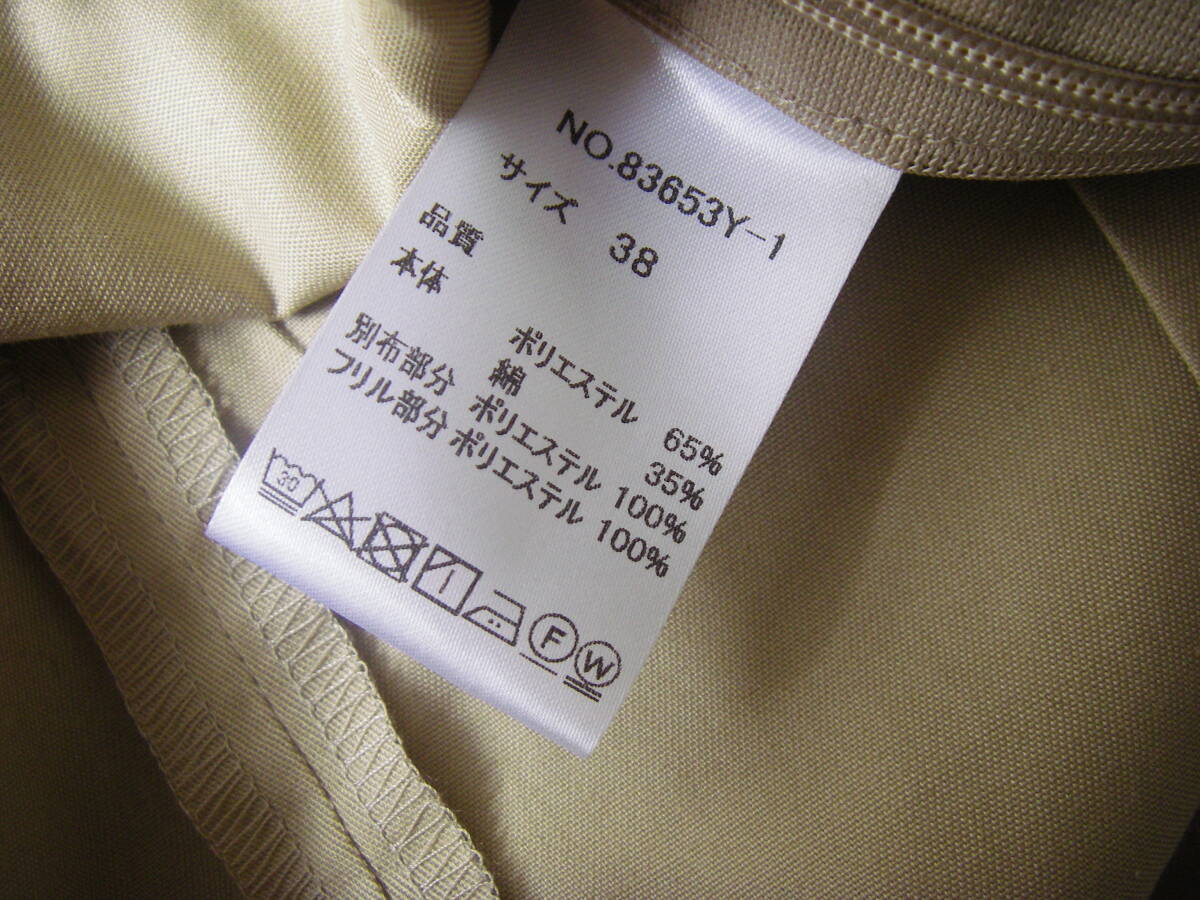 NO.83653Y-1
サイズ 38
品質
本体 ポリエステル 65%
綿 35%
別布部分 ポリエステル 100%
フリル部分 ポリエステル 100%
30 F W